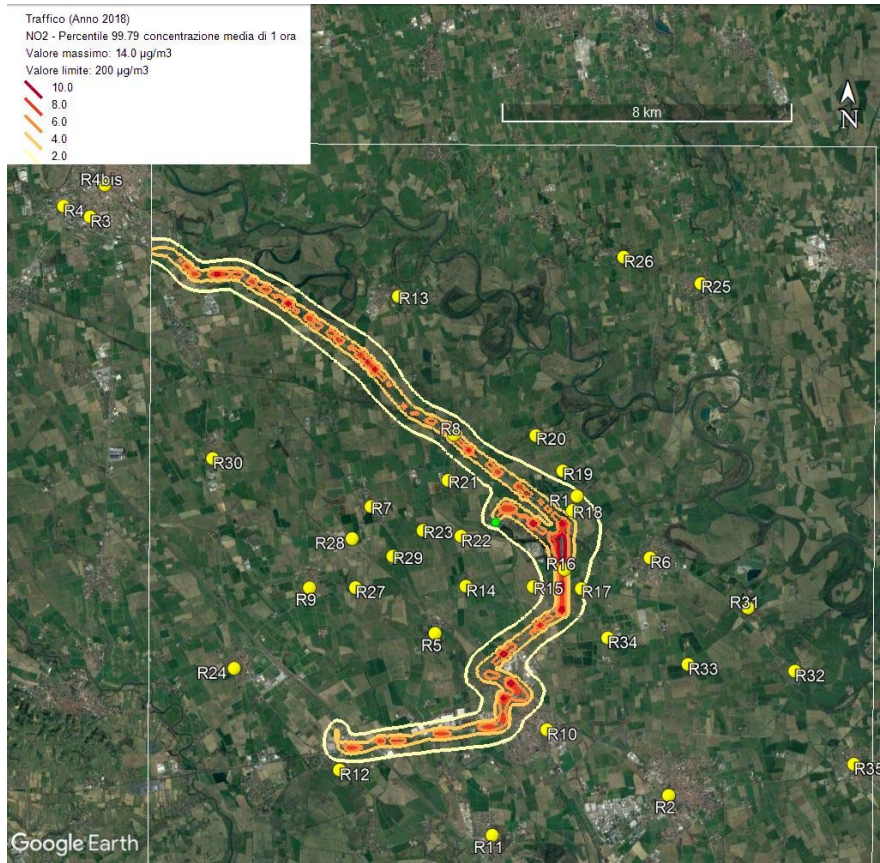 Traffico (Anno 2018)
NO2 - Percentile 99.79 concentrazione media di 1 ora
Valore massimo: 14.0 µg/m3
Valore limite: 200 µg/m3
10.0
8.0
6.0
4.0
2.0
8 km
N
R4bis
R4
R3
R26
R25
R13
R8
R20
R30
R19
R21
R1
R7
R18
R23
R22
R28
R29
R16
R6
R9
R27
R14
R15
R17
R31
R5
R34
R24
R33
R32
R10
R12
R35
R2
R11
Google Earth